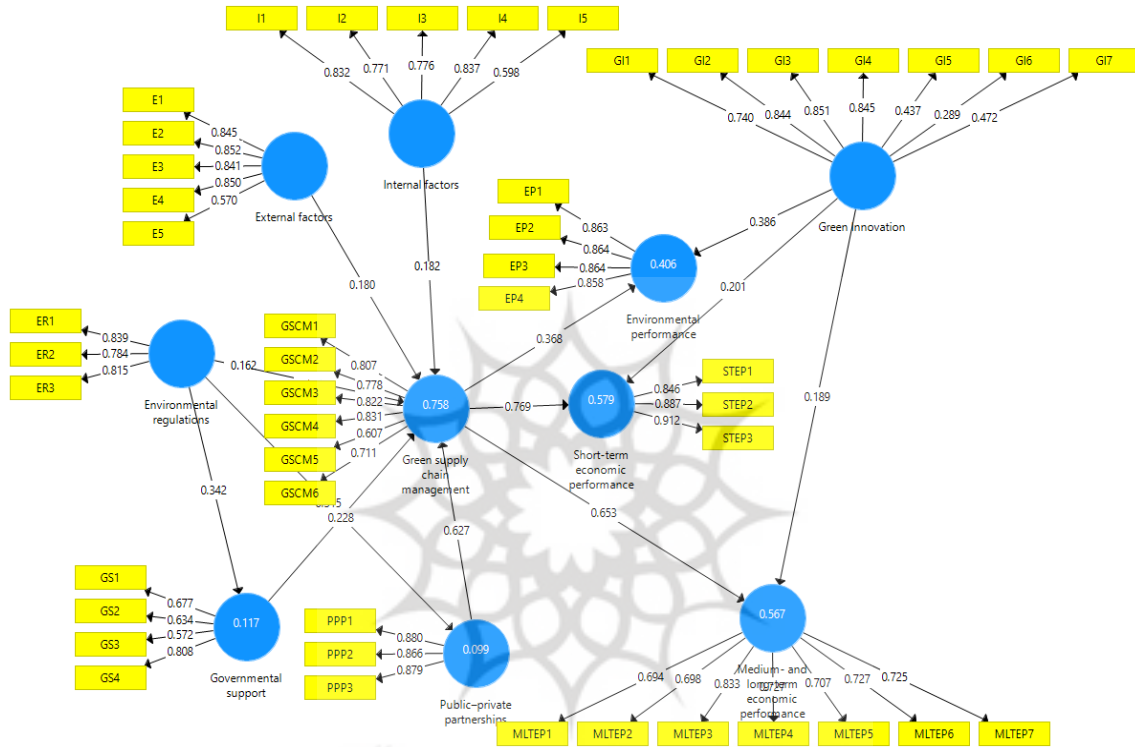 I1
I2
I3
I4
I5
0.832
0.771
0.776
0.837
0.598
Internal factors
GI1
GI2
GI3
GI4
GI5
GI6
GI7
0.740
0.844
0.851
0.845
0.437
0.289
0.472
Green innovation
E1
E2
E3
E4
E5
0.845
0.852
0.841
0.850
0.570
External factors
EP1
EP2
EP3
EP4
0.863
0.864
0.864
0.858
0.406
Environmental
performance
0.386
0.201
0.189
0.182
0.180
0.368
ER1
ER2
ER3
0.839
0.784
0.815
Environmental
regulations
0.162
GSCM1
GSCM2
GSCM3
GSCM4
GSCM5
GSCM6
0.807
0.778
0.822
0.831
0.607
0.711
0.758
Green supply
chain
management
0.769
0.579
Short-term
economic
performance
0.846
0.887
0.912
STEP1
STEP2
STEP3
0.342
0.228
0.627
0.653
GS1
GS2
GS3
GS4
0.677
0.634
0.572
0.808
0.117
Governmental
support
PPP1
PPP2
PPP3
0.880
0.866
0.879
0.099
Public–private
partnerships
0.567
Medium- and
long-term
economic
performance
0.694
0.698
0.833
0.707
0.727
0.725
MLTEP1
MLTEP2
MLTEP3
MLTEP4
MLTEP5
MLTEP6
MLTEP7